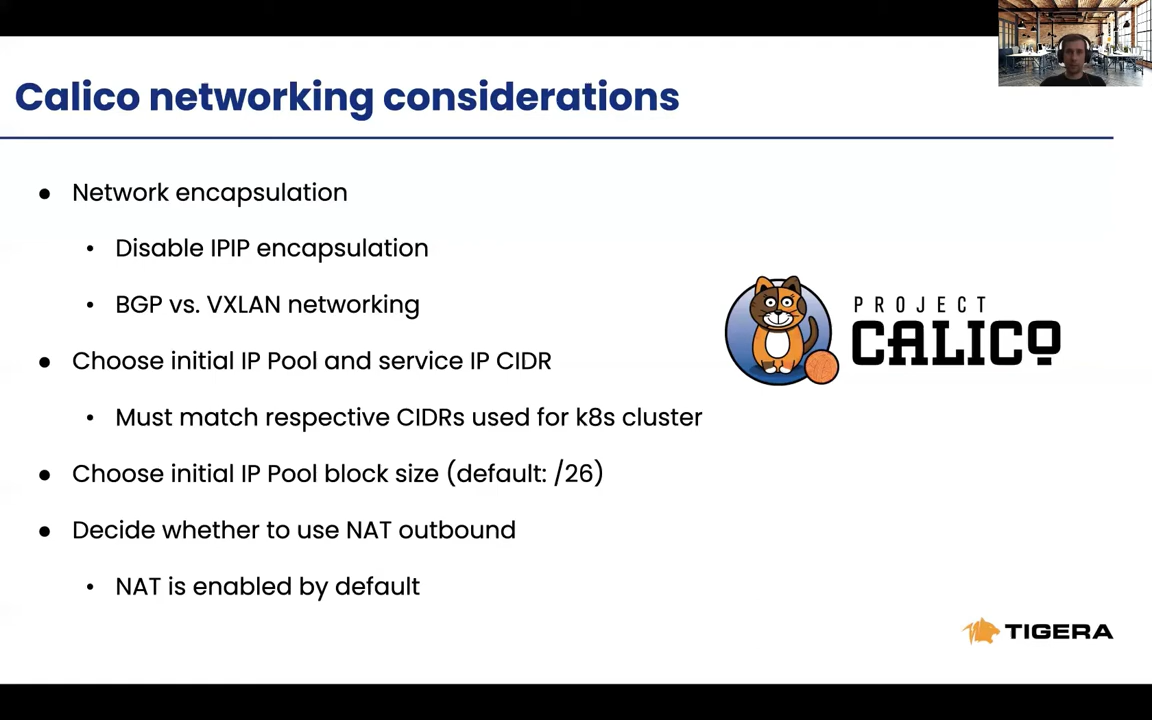 Calico networking considerations
● Network encapsulation
• Disable IPIP encapsulation
• BGP vs. VXLAN networking
● Choose initial IP Pool and service IP CIDR
• Must match respective CIDRs used for k8s cluster
● Choose initial IP Pool block size (default: /26)
● Decide whether to use NAT outbound
• NAT is enabled by default
PROJECT
CALICO
TIGERA